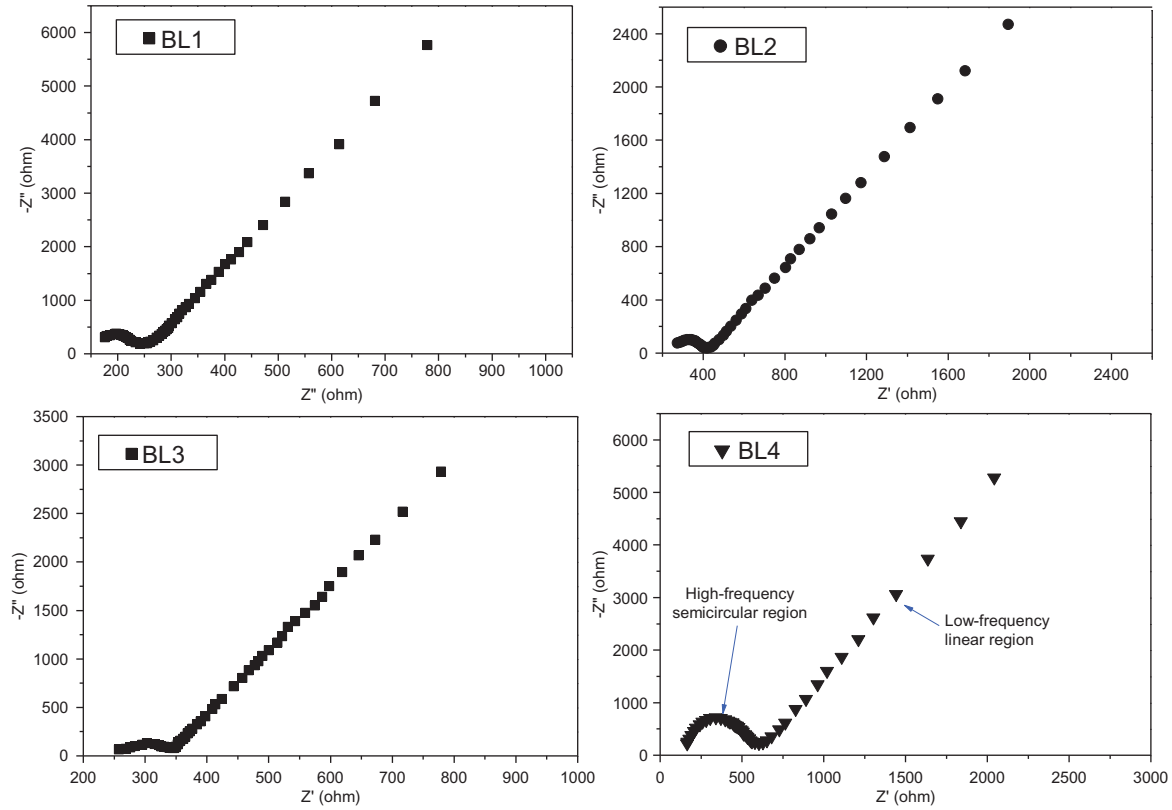 BL1
6000
5000
4000
3000
2000
1000
0
-Z" (ohm)
200 300 400 500 600 700 800 900 1000
Z" (ohm)
BL2
2400
2000
1600
1200
800
400
0
-Z" (ohm)
400 800 1200 1600 2000 2400
Z' (ohm)
BL3
3500
3000
2500
2000
1500
1000
500
0
-Z" (ohm)
200 300 400 500 600 700 800 900 1000
Z' (ohm)
BL4
6000
5000
4000
3000
2000
1000
0
-Z" (ohm)
High-frequency
semicircular region
Low-frequency
linear region
0 500 1000 1500 2000 2500 3000
Z' (ohm)